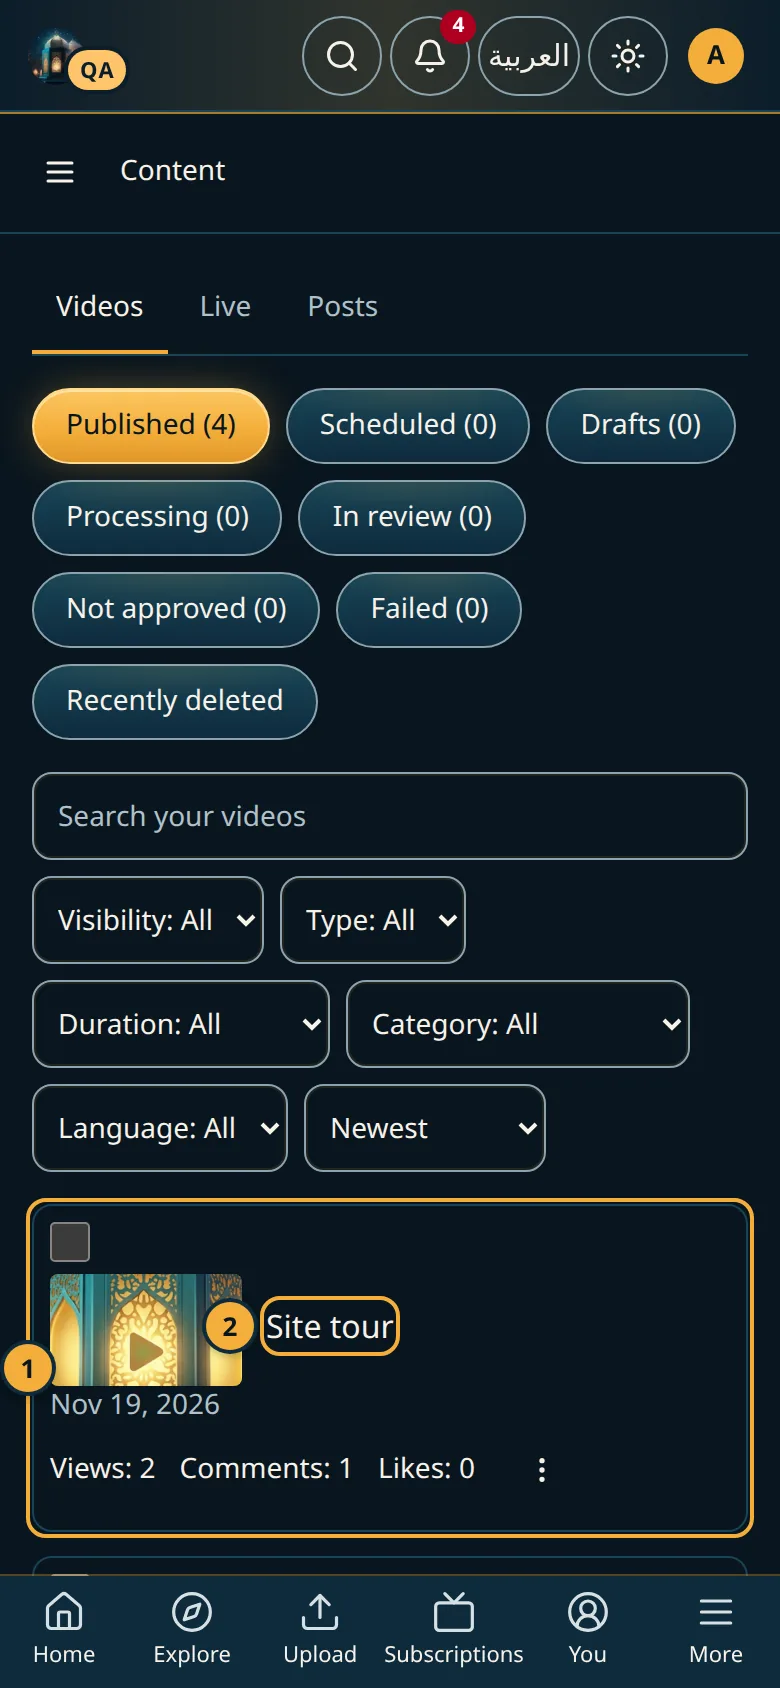 QA
4
العربية
A
Content
Videos Live Posts
Published (4) Scheduled (0) Drafts (0)
Processing (0) In review (0)
Not approved (0) Failed (0)
Recently deleted
Search your videos
Visibility: All Type: All
Duration: All Category: All
Language: All Newest
2 Site tour
1
Nov 19, 2026
Views: 2 Comments: 1 Likes: 0
Home Explore Upload Subscriptions You More